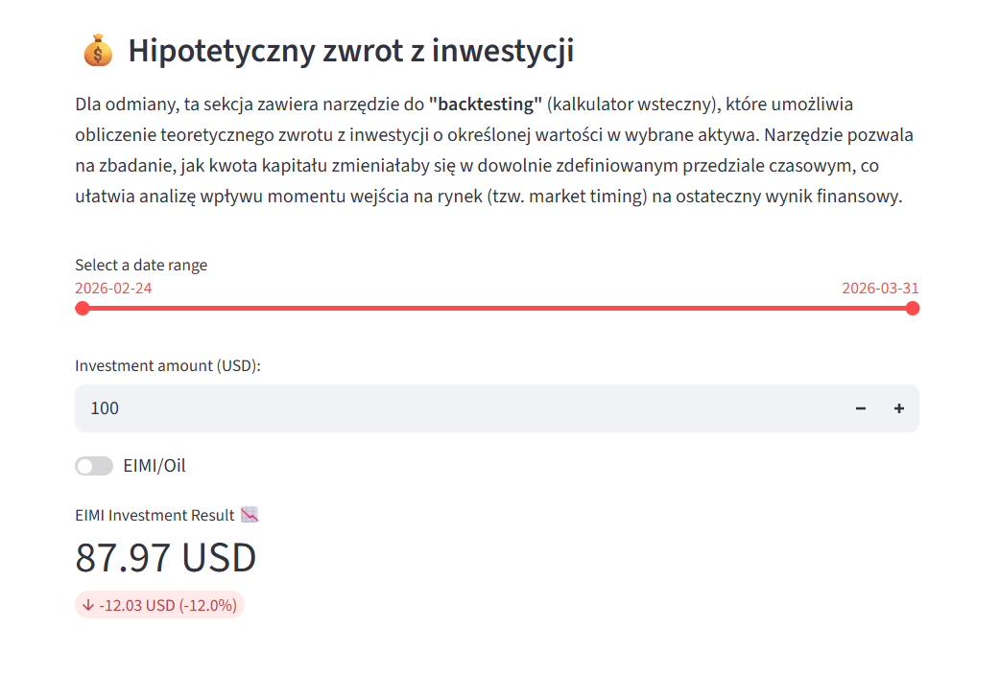 Hipotetyczny zwrot z inwestycji
Dla odmiany, ta sekcja zawiera narzędzie do "backtesting" (kalkulator wsteczny), które umożliwia
obliczenie teoretycznego zwrotu z inwestycji o określonej wartości w wybrane aktywa. Narzędzie pozwala
na zbadanie, jak kwota kapitału zmieniałaby się w dowolnie zdefiniowanym przedziale czasowym, co
ułatwia analizę wpływu momentu wejścia na rynek (tzw. market timing) na ostateczny wynik finansowy.
Select a date range
2026-02-24 2026-03-31
Investment amount (USD):
100
EIMI/Oil
EIMI Investment Result
87.97 USD
-12.03 USD (-12.0%)